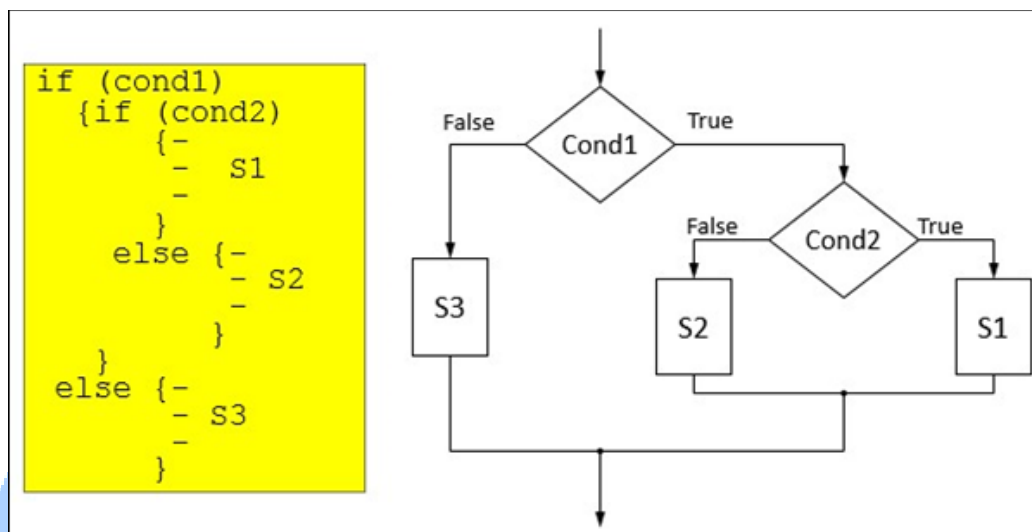 if (cond1)
{if (cond2)
{-
- S1
-
}
else {-
- S2
-
}
}
else {-
- S3
-
}
False
True
Cond1
False
True
Cond2
S3
S2
S1